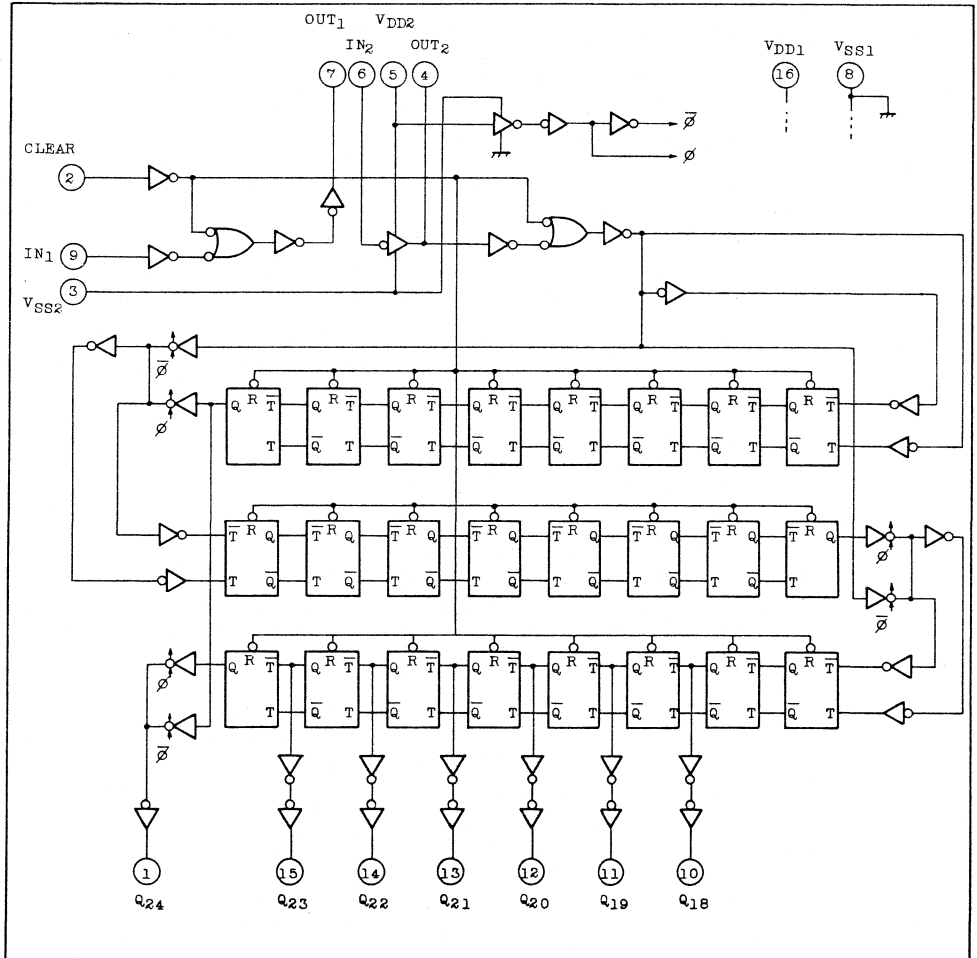 OUT1 VDD2
IN2 OUT2 VDD1 VSS1
7 6 5 4 16 8
φ̅
φ
CLEAR
2
IN1 9
VSS2 3
φ̅
φ
Q R T̅ Q R T̅ Q R T̅ Q R T̅ Q R T̅ Q R T̅ Q R T̅ Q R T̅
T Q̅ T Q̅ T Q̅ T Q̅ T Q̅ T Q̅ T Q̅ T
T̅ R Q T̅ R Q T̅ R Q T̅ R Q T̅ R Q T̅ R Q T̅ R Q T̅ R Q
φ
T Q̅ T Q̅ T Q̅ T Q̅ T Q̅ T Q̅ T Q̅ T
φ̅
Q R T̅ Q R T̅ Q R T̅ Q R T̅ Q R T̅ Q R T̅ Q R T̅ Q R T̅
φ
T Q̅ T Q̅ T Q̅ T Q̅ T Q̅ T Q̅ T Q̅ T
φ̅
1 15 14 13 12 11 10
Q24 Q23 Q22 Q21 Q20 Q19 Q18